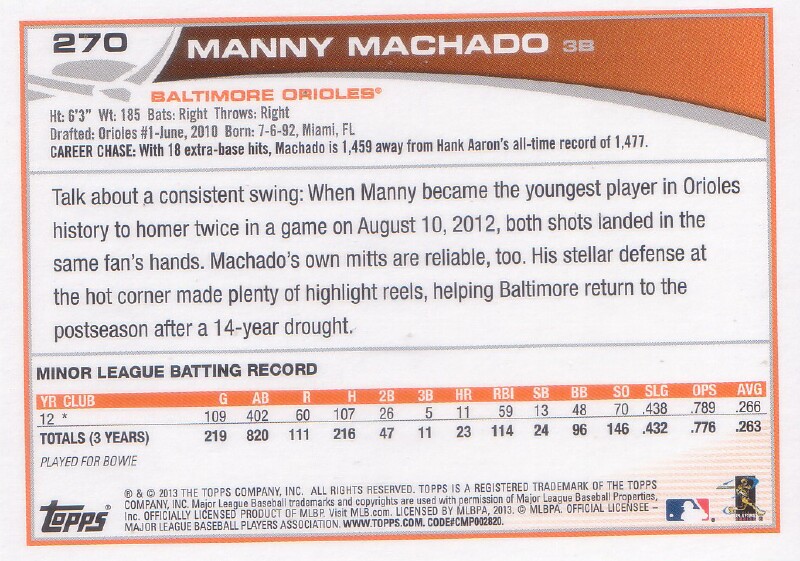 270 MANNY MACHADO 3B
BALTIMORE ORIOLES®
Ht: 6'3" Wt: 185 Bats: Right Throws: Right
Drafted: Orioles #1-June, 2010 Born: 7-6-92, Miami, FL
CAREER CHASE: With 18 extra-base hits, Machado is 1,459 away from Hank Aaron's all-time record of 1,477.
Talk about a consistent swing: When Manny became the youngest player in Orioles
history to homer twice in a game on August 10, 2012, both shots landed in the
same fan's hands. Machado's own mitts are reliable, too. His stellar defense at
the hot corner made plenty of highlight reels, helping Baltimore return to the
postseason after a 14-year drought.
MINOR LEAGUE BATTING RECORD
YR CLUB G AB R H 2B 3B HR RBI SB BB SO SLG OPS AVG
12 * 109 402 60 107 26 5 11 59 13 48 70 .438 .789 .266
TOTALS (3 YEARS) 219 820 111 216 47 11 23 114 24 96 146 .432 .776 .263
PLAYED FOR BOWIE
® & © 2013 THE TOPPS COMPANY, INC. ALL RIGHTS RESERVED. TOPPS IS A REGISTERED TRADEMARK OF THE TOPPS
COMPANY, INC. Major League Baseball trademarks and copyrights are used with permission of Major League Baseball Properties,
Inc. OFFICIALLY LICENSED PRODUCT OF MLBP. Visit MLB.com. LICENSED BY MLBPA, 2013. © MLBPA. OFFICIAL LICENSEE –
MAJOR LEAGUE BASEBALL PLAYERS ASSOCIATION. WWW.TOPPS.COM. CODE#CMP002820.
Topps®